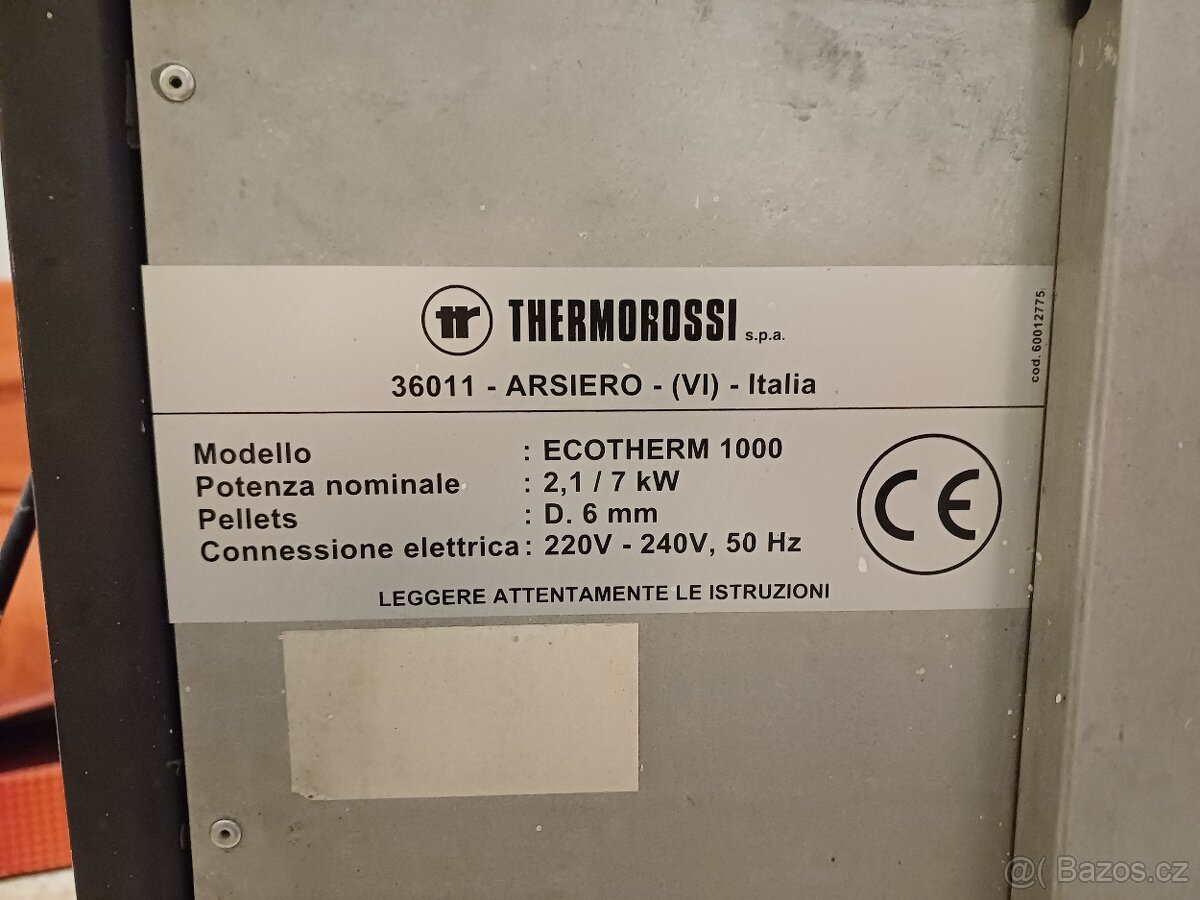 tr THERMOROSSI s.p.a.
36011 - ARSIERO - (VI) - Italia
cod. 60012775
Modello : ECOTHERM 1000
Potenza nominale : 2,1 / 7 kW
Pellets : D. 6 mm
Connessione elettrica : 220V - 240V, 50 Hz
CE
LEGGERE ATTENTAMENTE LE ISTRUZIONI
@( Bazos.cz